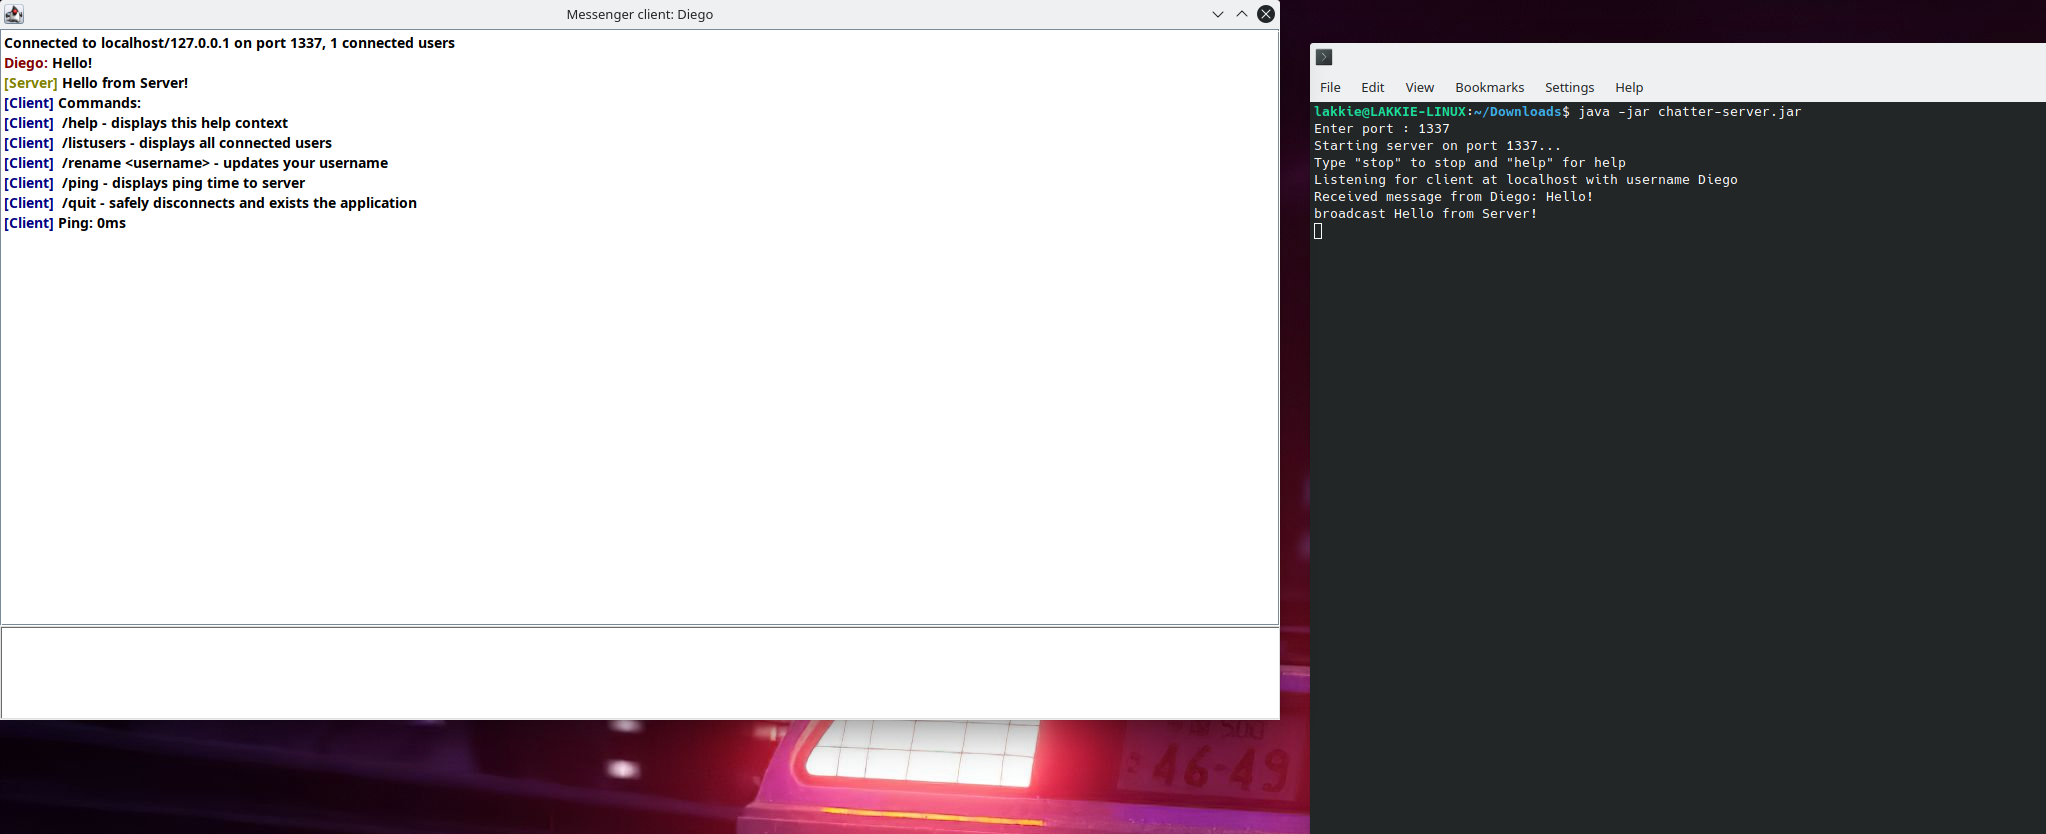 Messenger client: Diego
Connected to localhost/127.0.0.1 on port 1337, 1 connected users
Diego: Hello!
[Server] Hello from Server!
[Client] Commands:
[Client]  /help - displays this help context
[Client]  /listusers - displays all connected users
[Client]  /rename <username> - updates your username
[Client]  /ping - displays ping time to server
[Client]  /quit - safely disconnects and exists the application
[Client] Ping: 0ms
File Edit View Bookmarks Settings Help
lakkie@LAKKIE-LINUX:~/Downloads$ java -jar chatter-server.jar
Enter port : 1337
Starting server on port 1337...
Type "stop" to stop and "help" for help
Listening for client at localhost with username Diego
Received message from Diego: Hello!
broadcast Hello from Server!
46-49